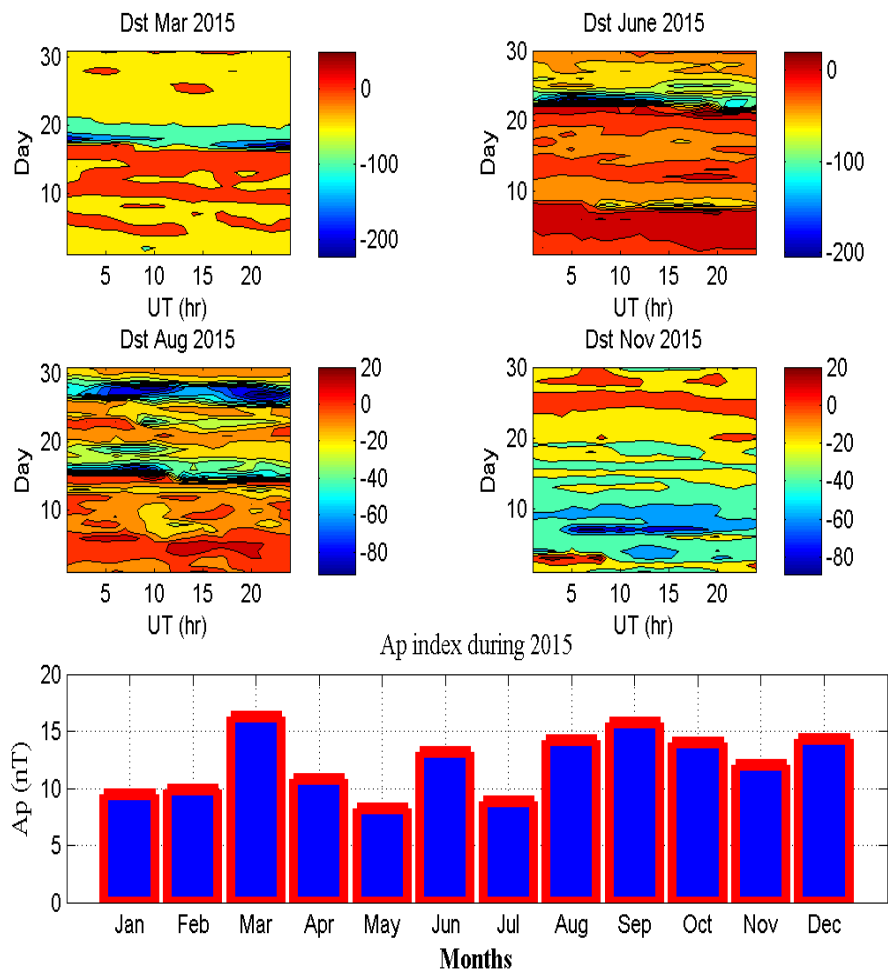 Dst Mar 2015
Dst June 2015
30
20
10
Day
5 10 15 20
UT (hr)
0
-100
-200
30
20
10
Day
5 10 15 20
UT (hr)
0
-100
-200
Dst Aug 2015
Dst Nov 2015
30
20
10
Day
5 10 15 20
UT (hr)
20
0
-20
-40
-60
-80
30
20
10
Day
5 10 15 20
UT (hr)
20
0
-20
-40
-60
-80
Ap index during 2015
20
15
10
5
0
Ap (nT)
Jan Feb Mar Apr May Jun Jul Aug Sep Oct Nov Dec
Months